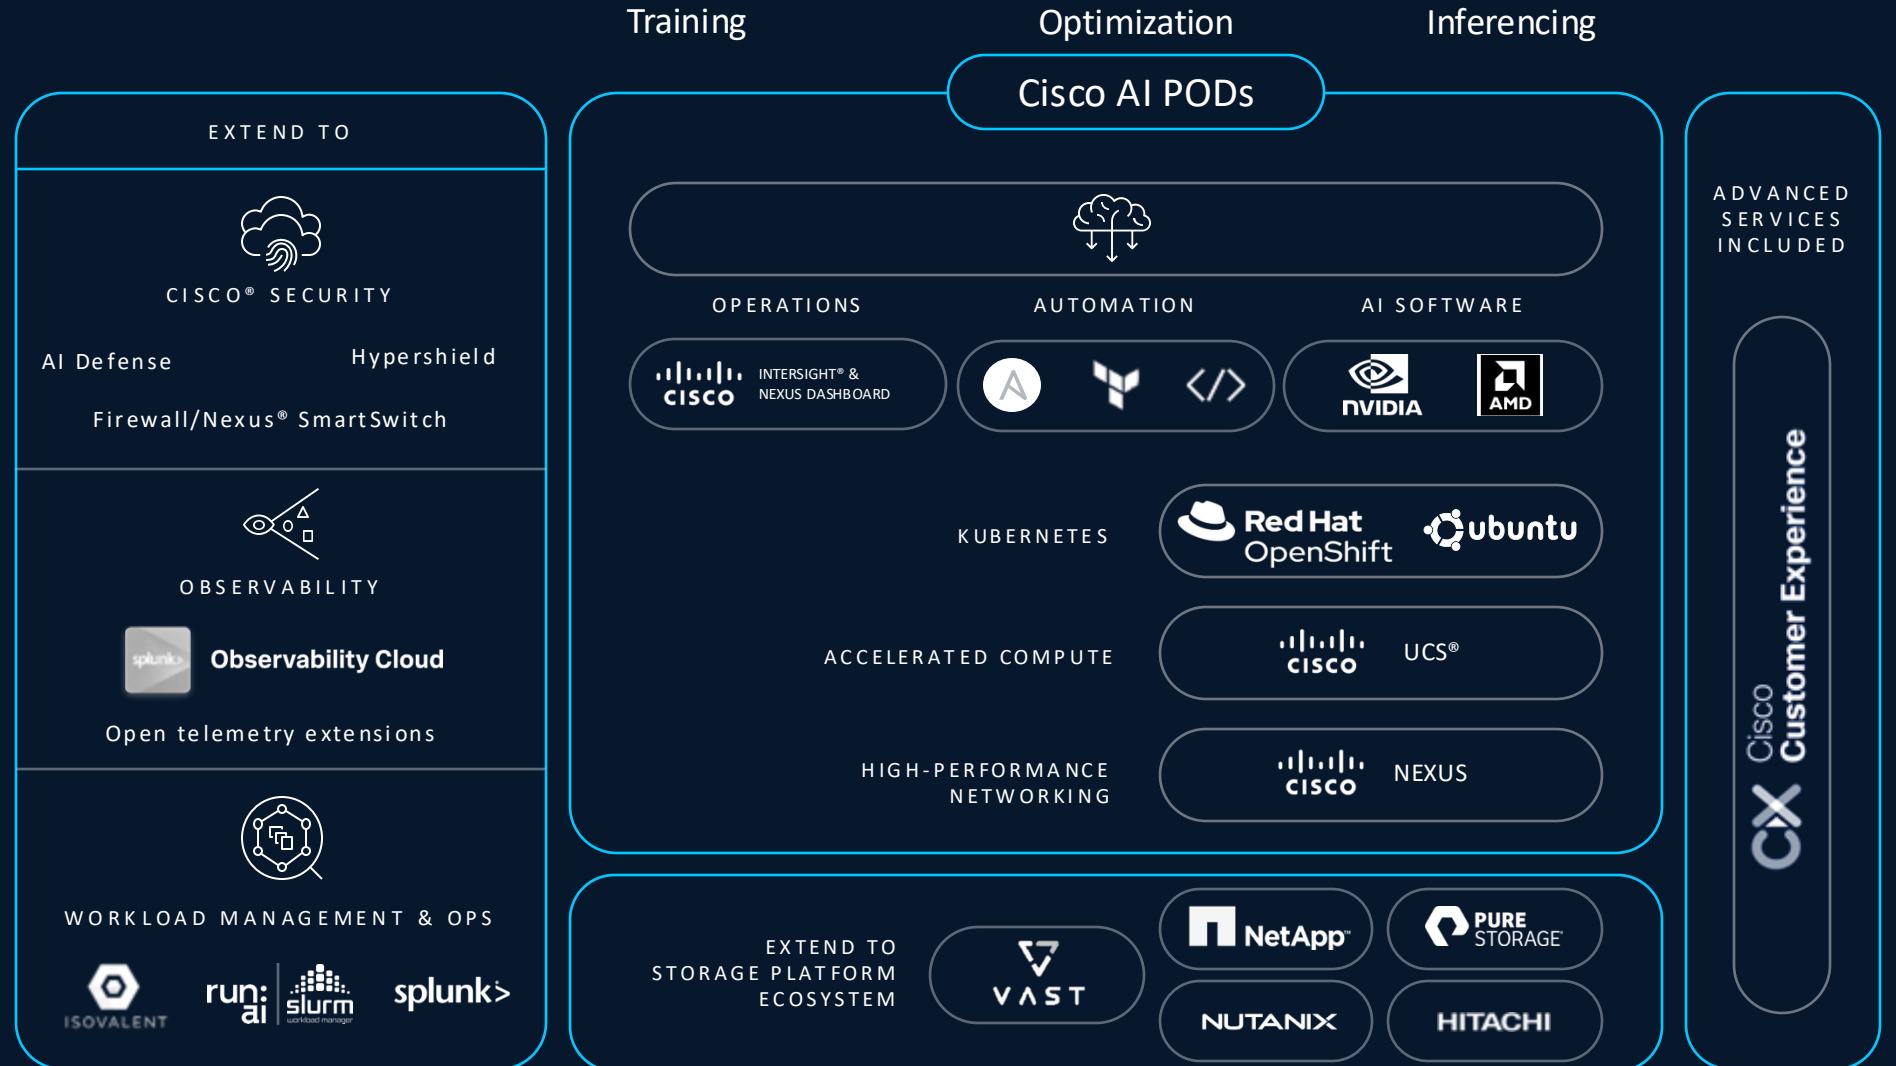 Training
Optimization
Inferencing
Cisco AI PODs
EXTEND TO
CISCO® SECURITY
AI Defense
Hypershield
Firewall/Nexus® SmartSwitch
OBSERVABILITY
splunk>
Observability Cloud
Open telemetry extensions
WORKLOAD MANAGEMENT & OPS
ISOVALENT
run:
ai
slurm
workload manager
splunk>
OPERATIONS
AUTOMATION
AI SOFTWARE
CISCO
INTERSIGHT® &
NEXUS DASHBOARD
A
</>
NVIDIA
AMD
KUBERNETES
Red Hat
OpenShift
ubuntu
ACCELERATED COMPUTE
CISCO
UCS®
HIGH-PERFORMANCE
NETWORKING
CISCO
NEXUS
EXTEND TO
STORAGE PLATFORM
ECOSYSTEM
VAST
NetApp™
PURE
STORAGE®
NUTANIX
HITACHI
ADVANCED
SERVICES
INCLUDED
CX
Cisco
Customer Experience